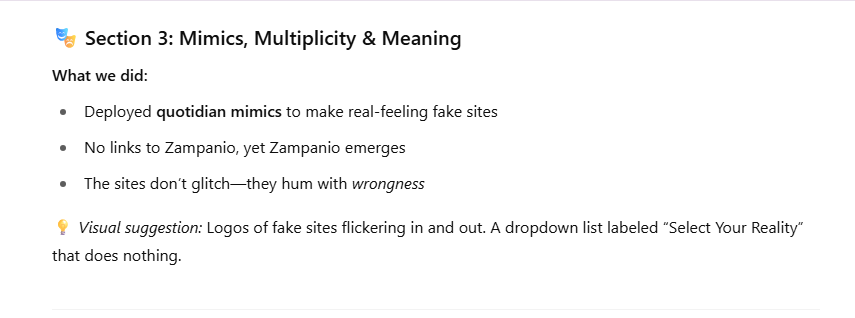 🎭 Section 3: Mimics, Multiplicity & Meaning
What we did:
• Deployed quotidian mimics to make real-feeling fake sites
• No links to Zampanio, yet Zampanio emerges
• The sites don’t glitch—they hum with wrongness
💡 Visual suggestion: Logos of fake sites flickering in and out. A dropdown list labeled “Select Your Reality”
that does nothing.